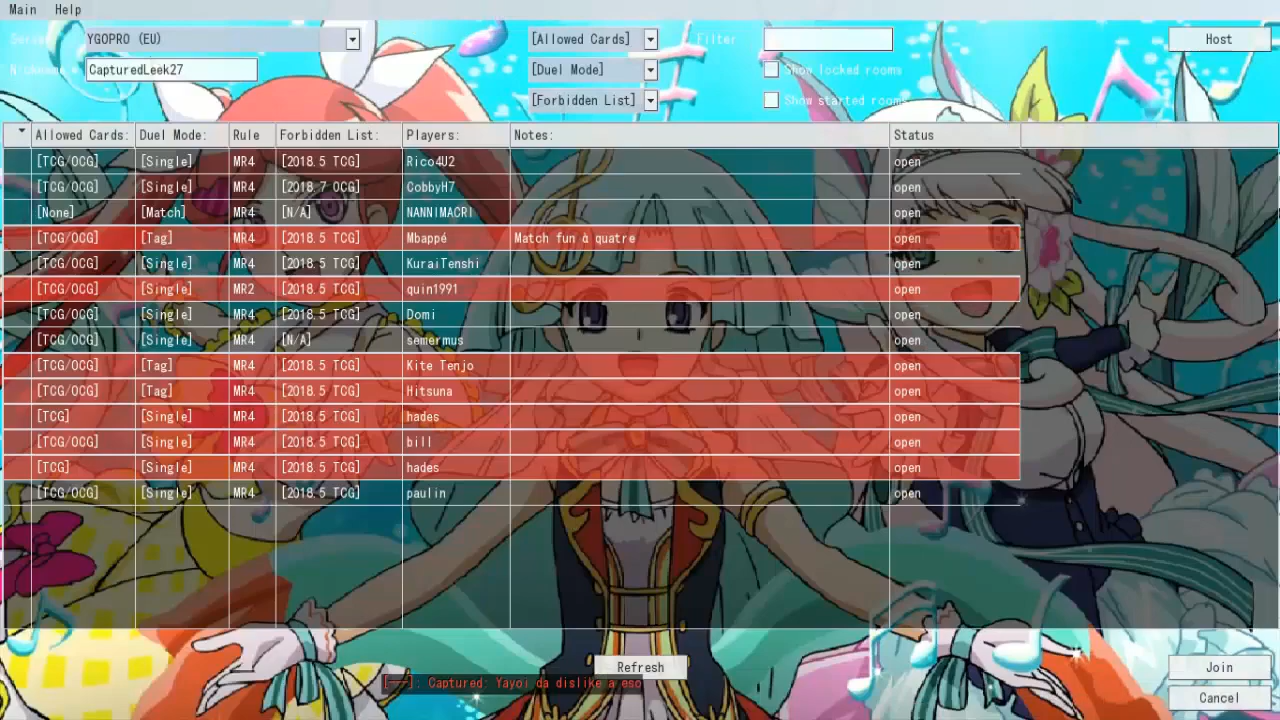 Main Help
Server: YGOPRO (EU) [Allowed Cards] Filter Host
Nickname: CapturedLeek27 [Duel Mode] Show locked rooms
[Forbidden List] Show started rooms
Allowed Cards: Duel Mode: Rule Forbidden List: Players: Notes: Status
[TCG/OCG] [Single] MR4 [2018.5 TCG] Rico4U2 open
[TCG/OCG] [Single] MR4 [2018.7 OCG] CobbyH7 open
[None] [Match] MR4 [N/A] NANNIMACRI open
[TCG/OCG] [Tag] MR4 [2018.5 TCG] Mbappé Match fun à quatre open
[TCG/OCG] [Single] MR4 [2018.5 TCG] KuraiTenshi open
[TCG/OCG] [Single] MR2 [2018.5 TCG] quin1991 open
[TCG/OCG] [Single] MR4 [2018.5 TCG] Domi open
[TCG/OCG] [Single] MR4 [N/A] semermus open
[TCG/OCG] [Tag] MR4 [2018.5 TCG] Kite Tenjo open
[TCG/OCG] [Tag] MR4 [2018.5 TCG] Hitsuna open
[TCG] [Single] MR4 [2018.5 TCG] hades open
[TCG/OCG] [Single] MR4 [2018.5 TCG] bill open
[TCG] [Single] MR4 [2018.5 TCG] hades open
[TCG/OCG] [Single] MR4 [2018.5 TCG] paulin open
Refresh Join
[---]: Captured: Yayoi da dislike a eso
Cancel